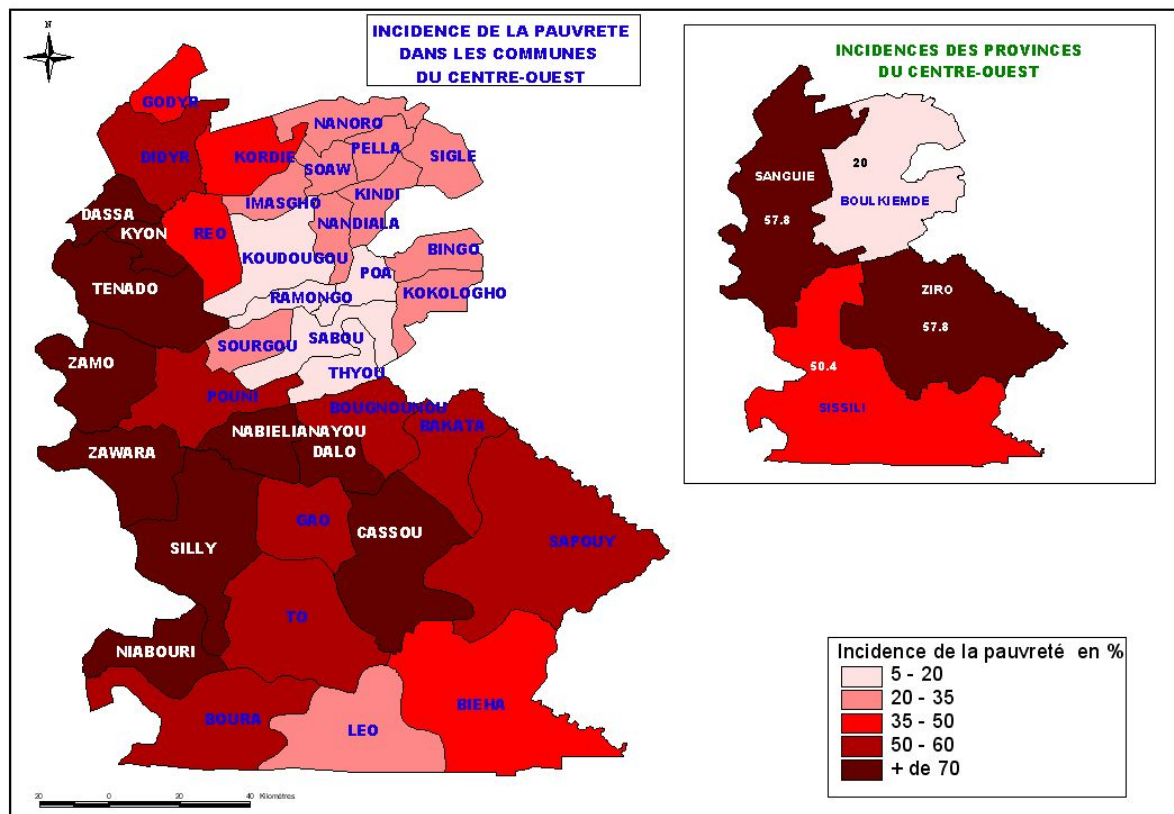 N
INCIDENCE DE LA PAUVRETE
DANS LES COMMUNES
DU CENTRE-OUEST
GODYR
DIDYR
KORDIE
NANORO
PELLA
SIGLE
SOAW
IMASGHO
KINDI
DASSA
KYON
REO
NANDIALA
KOUDOUGOU
BINGO
POA
TENADO
RAMONGO
KOKOLOGHO
SOURGOU
SABOU
ZAMO
THYOU
POUNI
BOUGNOUNOU
BAKATA
NABIELIANAYOU
DALO
ZAWARA
GAO
CASSOU
SILLY
SAPOUY
TO
NIABOURI
BOURA
LEO
BIEHA
20 0 20 40 Kilomètres
INCIDENCES DES PROVINCES
DU CENTRE-OUEST
20
SANGUIE
BOULKIEMDE
57.8
ZIRO
57.8
50.4
SISSILI
Incidence de la pauvreté en %
5 - 20
20 - 35
35 - 50
50 - 60
+ de 70